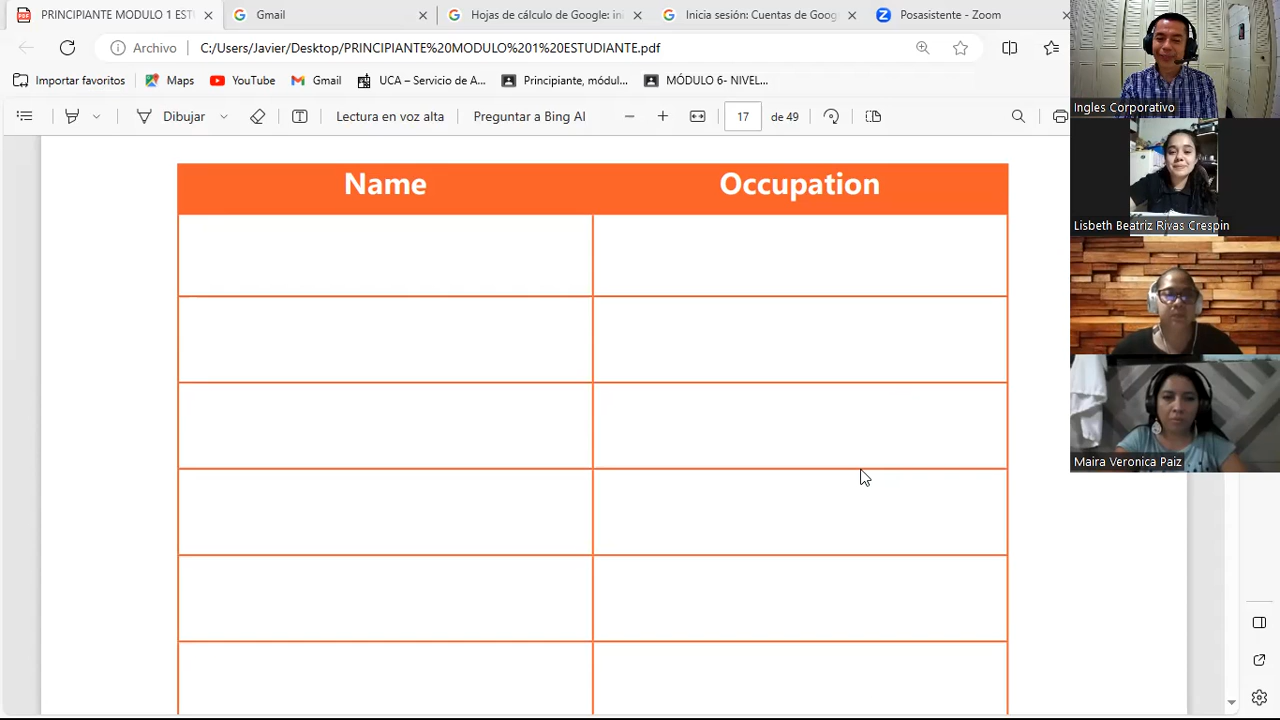 PRINCIPIANTE MODULO 1 EST
Gmail
Hojas de cálculo de Google: in
Inicia sesión: Cuentas de Goog
Posasistente - Zoom
Archivo
C:/Users/Javier/Desktop/PRINCIPIANTE%20MODULO%201%20ESTUDIANTE.pdf
Importar favoritos
Maps
YouTube
Gmail
UCA – Servicio de A...
Principiante, módul...
MÓDULO 6- NIVEL...
Dibujar
Lectura en voz alta
Preguntar a Bing AI
17
de 49
Name
Occupation
Ingles Corporativo
Lisbeth Beatriz Rivas Crespin
Maira Veronica Paiz